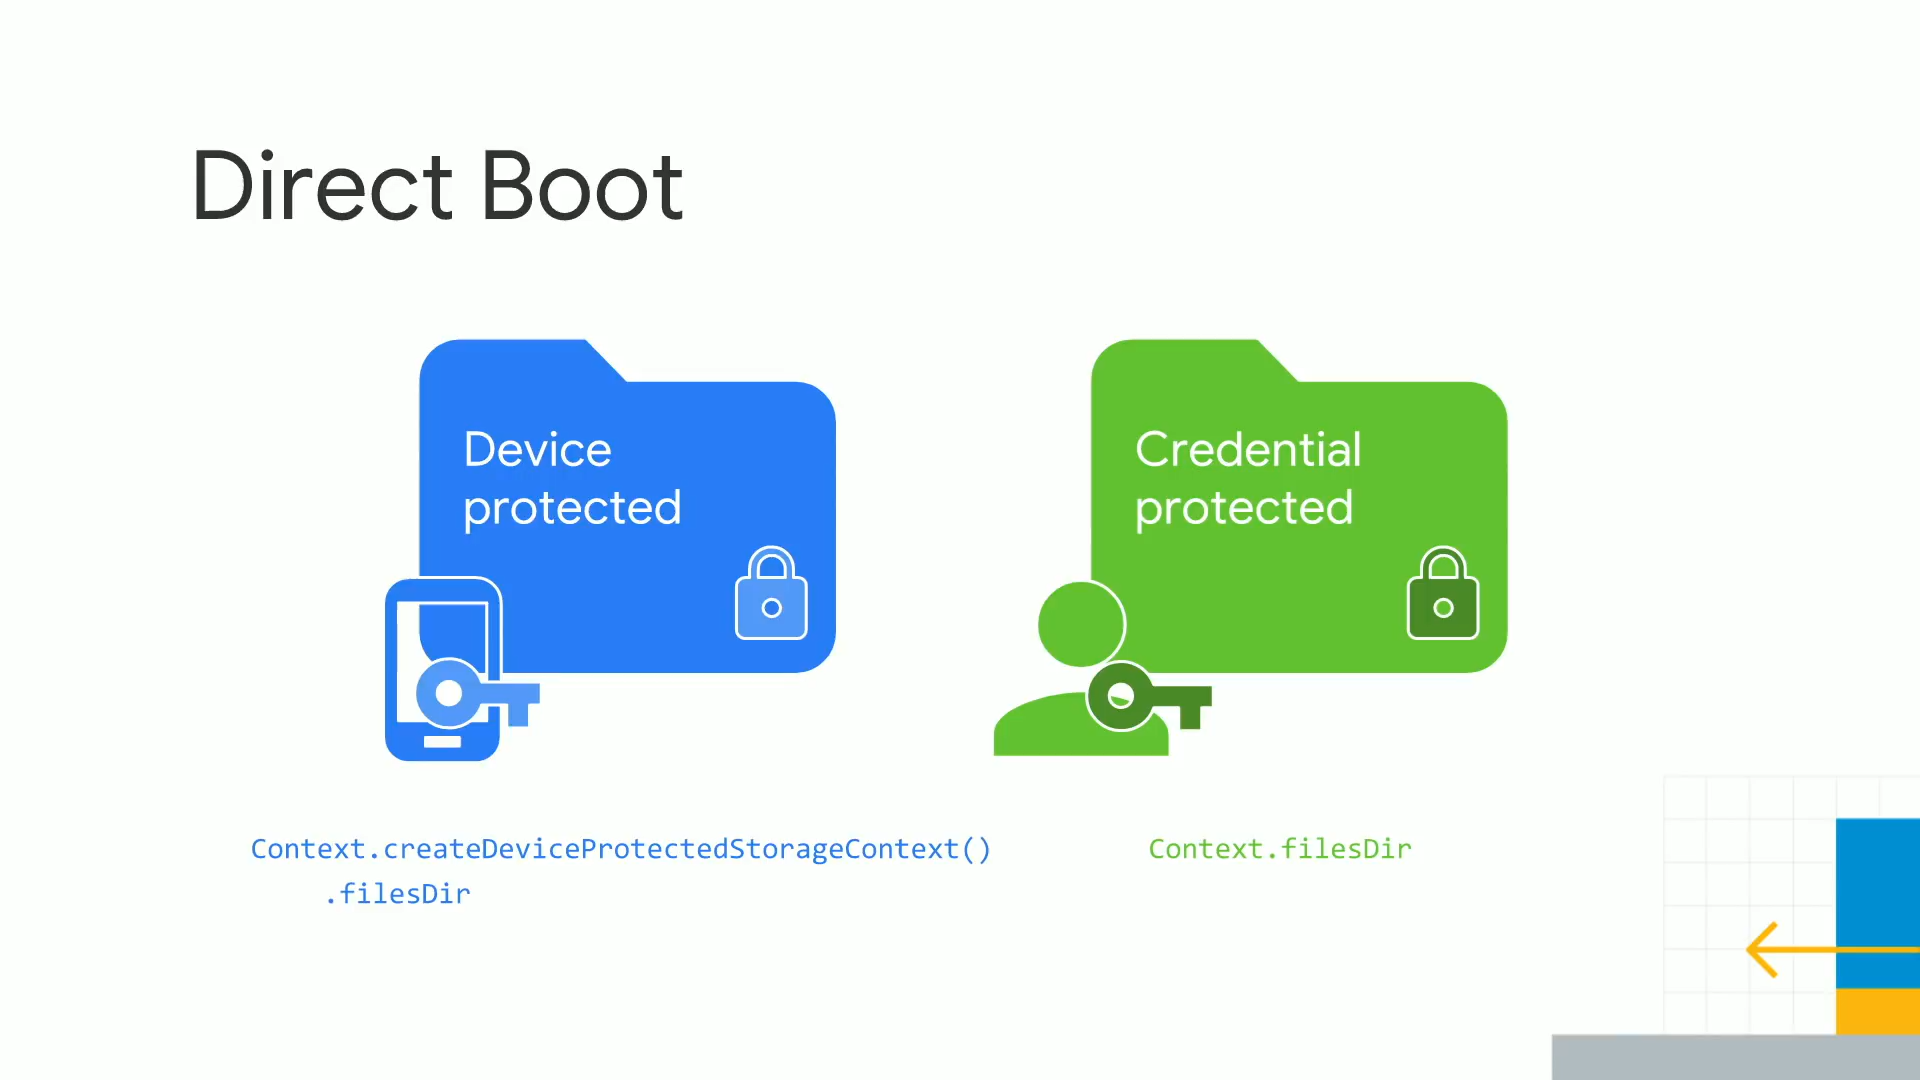 Direct Boot
Device
protected
Credential
protected
Context.createDeviceProtectedStorageContext()
.filesDir
Context.filesDir